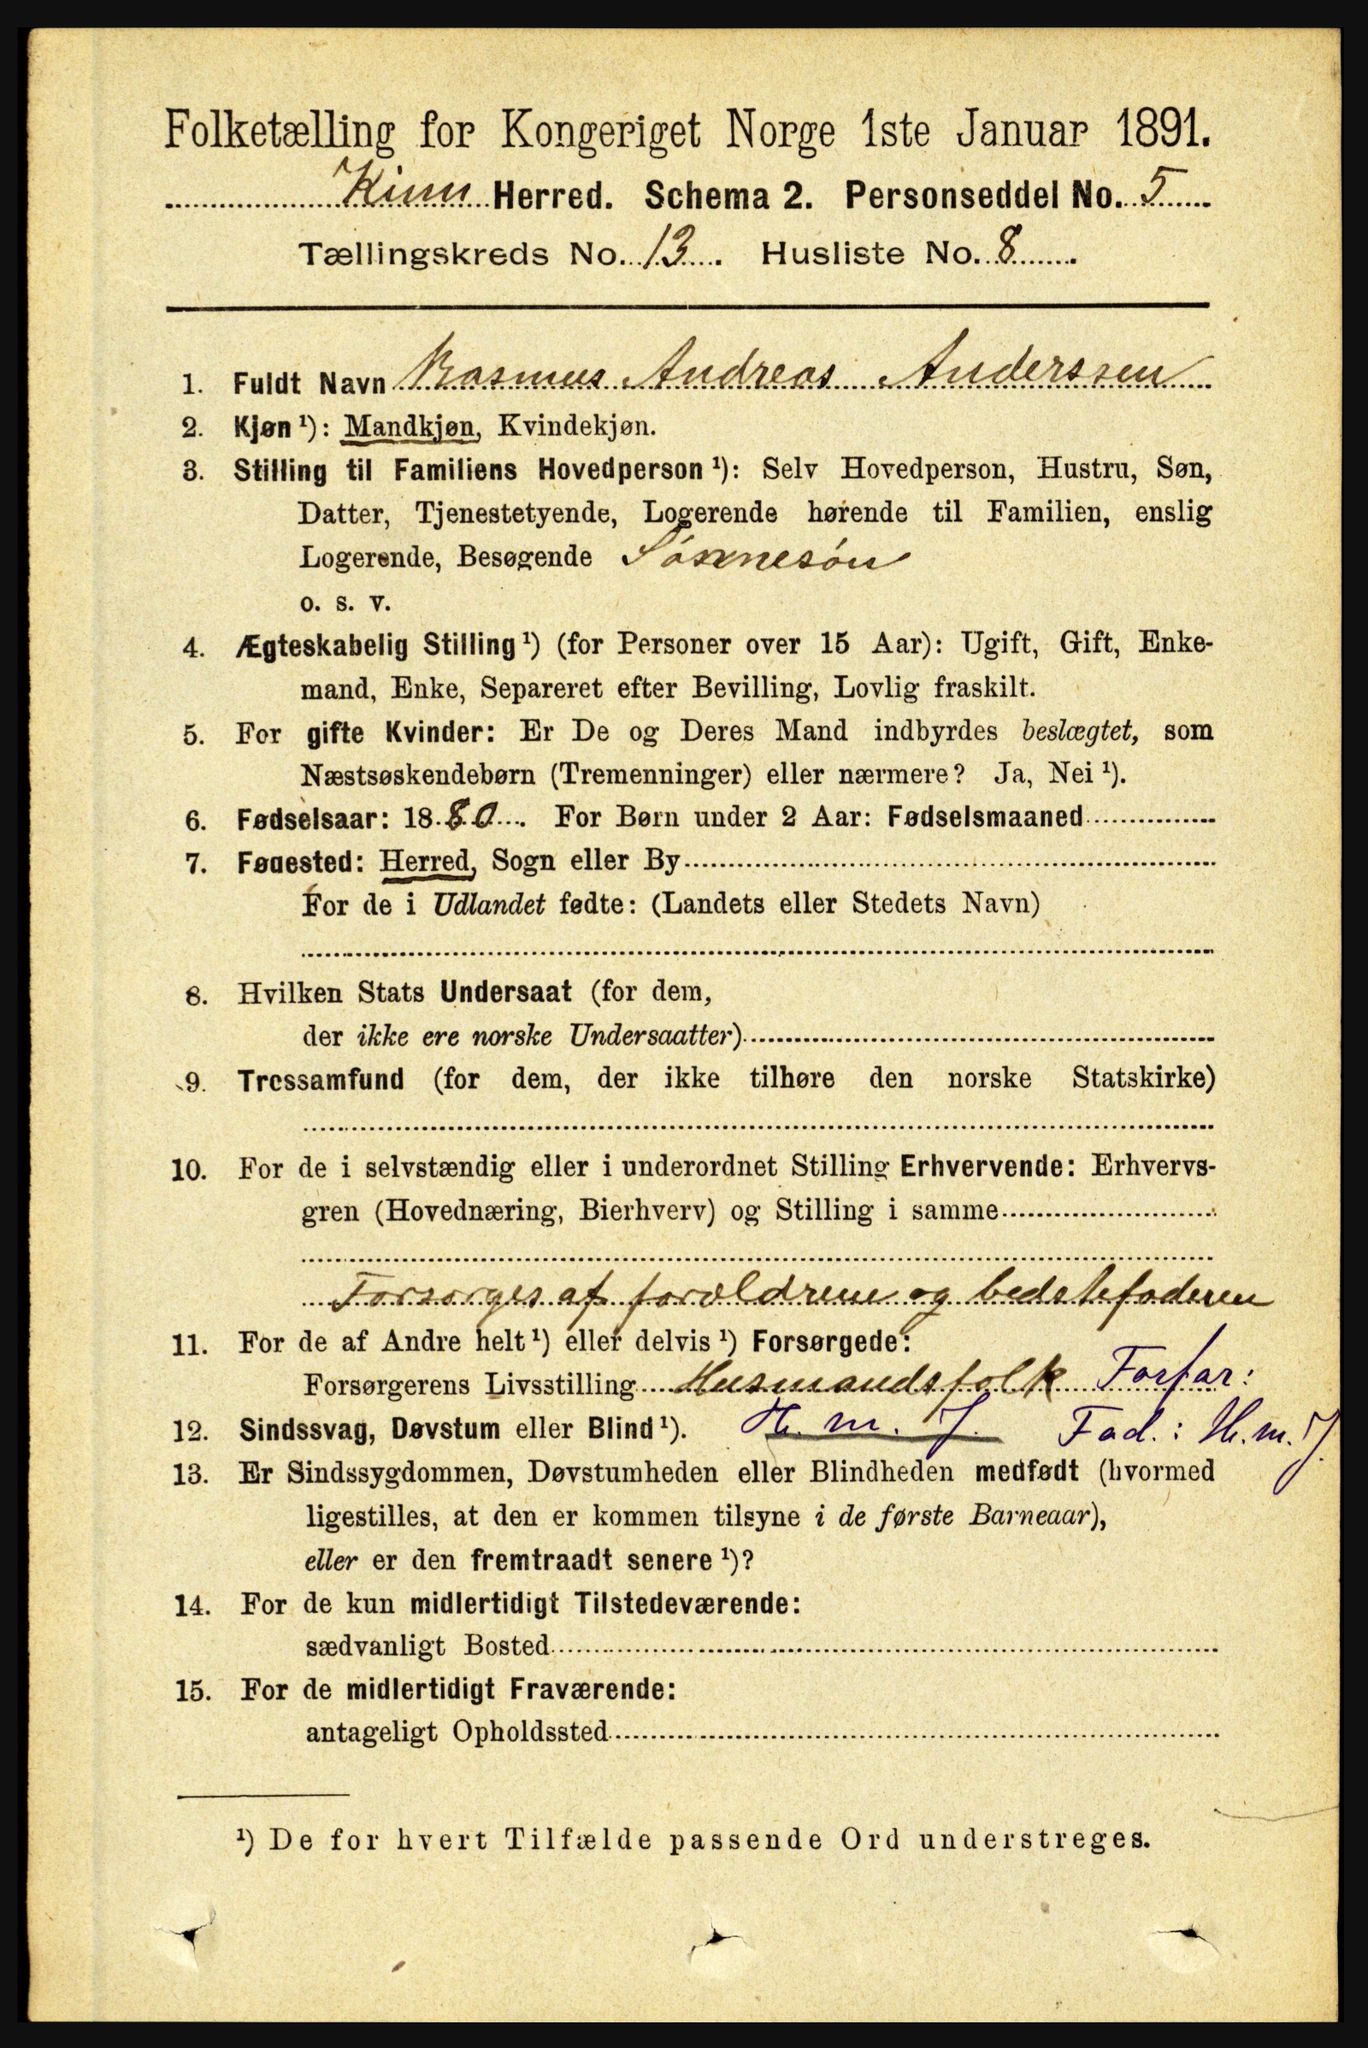 Folketælling for Kongeriget Norge 1ste Januar 1891.
Kinn Herred. Schema 2. Personseddel No. 5
Tællingskreds No. 13. Husliste No. 8
1. Fuldt Navn Rasmus Andreas Anderssen
2. Kjøn ¹): Mandkjøn, Kvindekjøn.
3. Stilling til Familiens Hovedperson ¹): Selv Hovedperson, Hustru, Søn,
Datter, Tjenestetyende, Logerende hørende til Familien, enslig
Logerende, Besøgende Sønnesøn
o. s. v.
4. Ægteskabelig Stilling ¹) (for Personer over 15 Aar): Ugift, Gift, Enke-
mand, Enke, Separeret efter Bevilling, Lovlig fraskilt.
5. For gifte Kvinder: Er De og Deres Mand indbyrdes beslægtet, som
Næstsøskendebørn (Tremenninger) eller nærmere? Ja, Nei ¹).
6. Fødselsaar: 1880. For Børn under 2 Aar: Fødselsmaaned
7. Føaested: Herred, Sogn eller By
For de i Udlandet fødte: (Landets eller Stedets Navn)
8. Hvilken Stats Undersaat (for dem,
der ikke ere norske Undersaatter)
9. Trossamfund (for dem, der ikke tilhøre den norske Statskirke)
10. For de i selvstændig eller i underordnet Stilling Erhvervende: Erhvervs-
gren (Hovednæring, Bierhverv) og Stilling i samme
Forsørges af forældrene og bedstefaderen
11. For de af Andre helt ¹) eller delvis ¹) Forsørgede:
Forsørgerens Livsstilling Husmandsfolk Forfar:
12. Sindssvag, Døvstum eller Blind ¹). H. m. J. Fad.: H. m. J.
13. Er Sindssygdommen, Døvstumheden eller Blindheden medfødt (hvormed
ligestilles, at den er kommen tilsyne i de første Barneaar),
eller er den fremtraadt senere ¹)?
14. For de kun midlertidigt Tilstedeværende:
sædvanligt Bosted
15. For de midlertidigt Fraværende:
antageligt Opholdssted
¹) De for hvert Tilfælde passende Ord understreges.